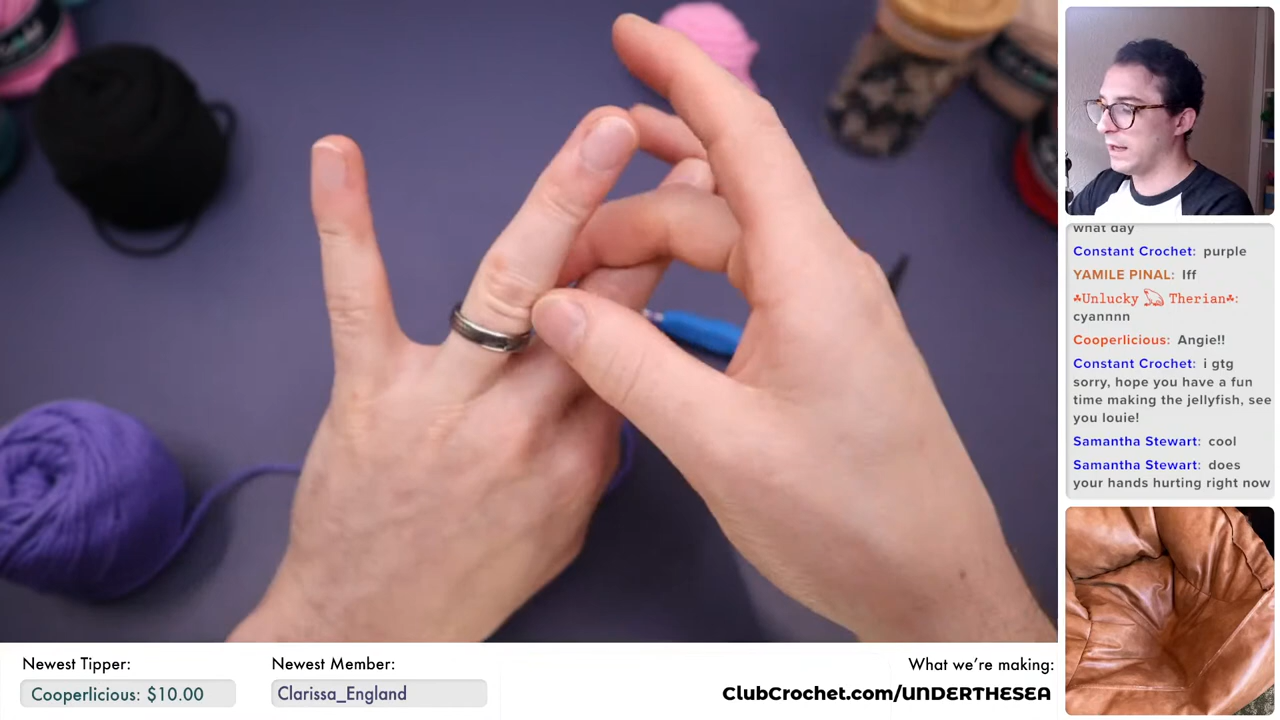 what day
Constant Crochet: purple
YAMILE PINAL: Iff
☘Unlucky Therian☘:
cyannnn
Cooperlicious: Angie!!
Constant Crochet: i gtg
sorry, hope you have a fun
time making the jellyfish, see
you louie!
Samantha Stewart: cool
Samantha Stewart: does
your hands hurting right now
Newest Tipper:
Cooperlicious: $10.00
Newest Member:
Clarissa_England
What we're making:
ClubCrochet.com/UNDERTHESEA